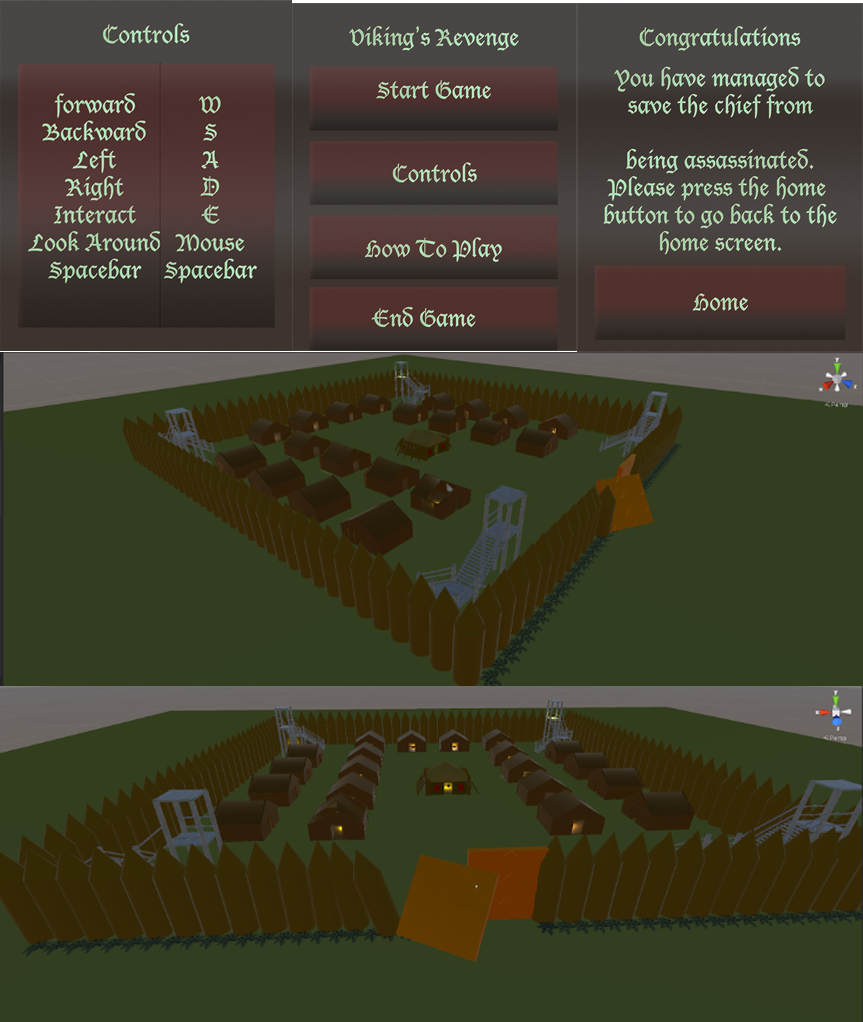 Controls
forward W
Backward S
Left A
Right D
Interact E
Look Around Mouse
Spacebar Spacebar
Viking's Revenge
Start Game
Controls
How To Play
End Game
Congratulations
You have managed to
save the chief from
being assassinated.
Please press the home
button to go back to the
home screen.
Home
y
x
z
< Persp
y
x
z
< Persp